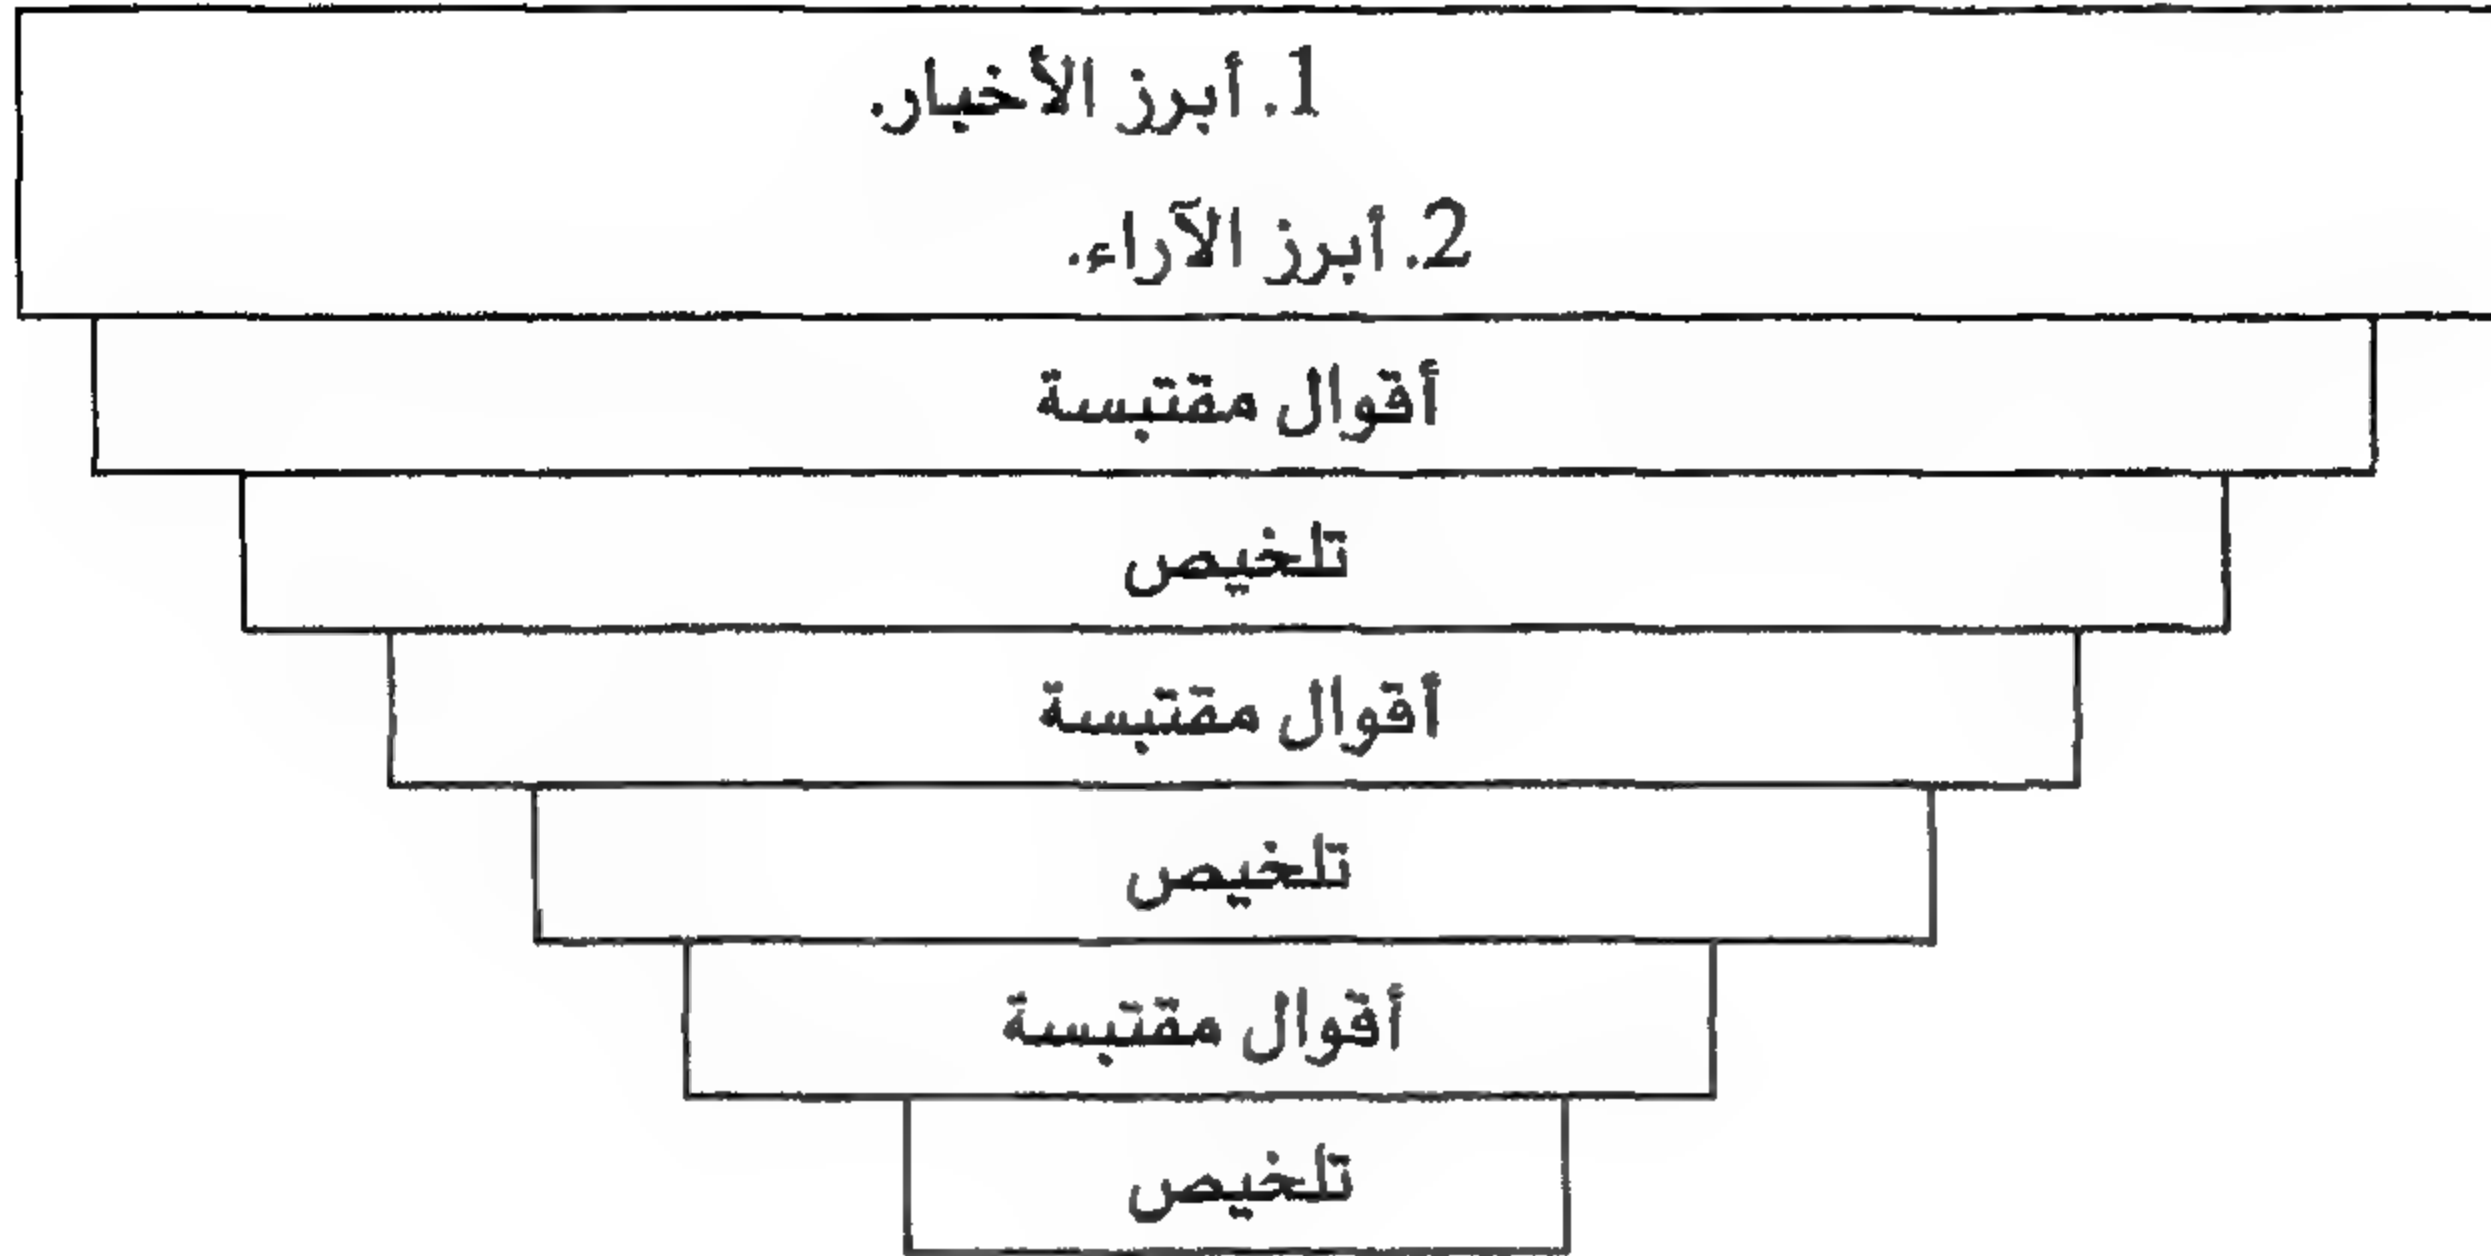 1. أبرز الأخبار.
2. أبرز الآراء.
أقوال مقتبسة
تلخيص
أقوال مقتبسة
تلخيص
أقوال مقتبسة
تلخيص